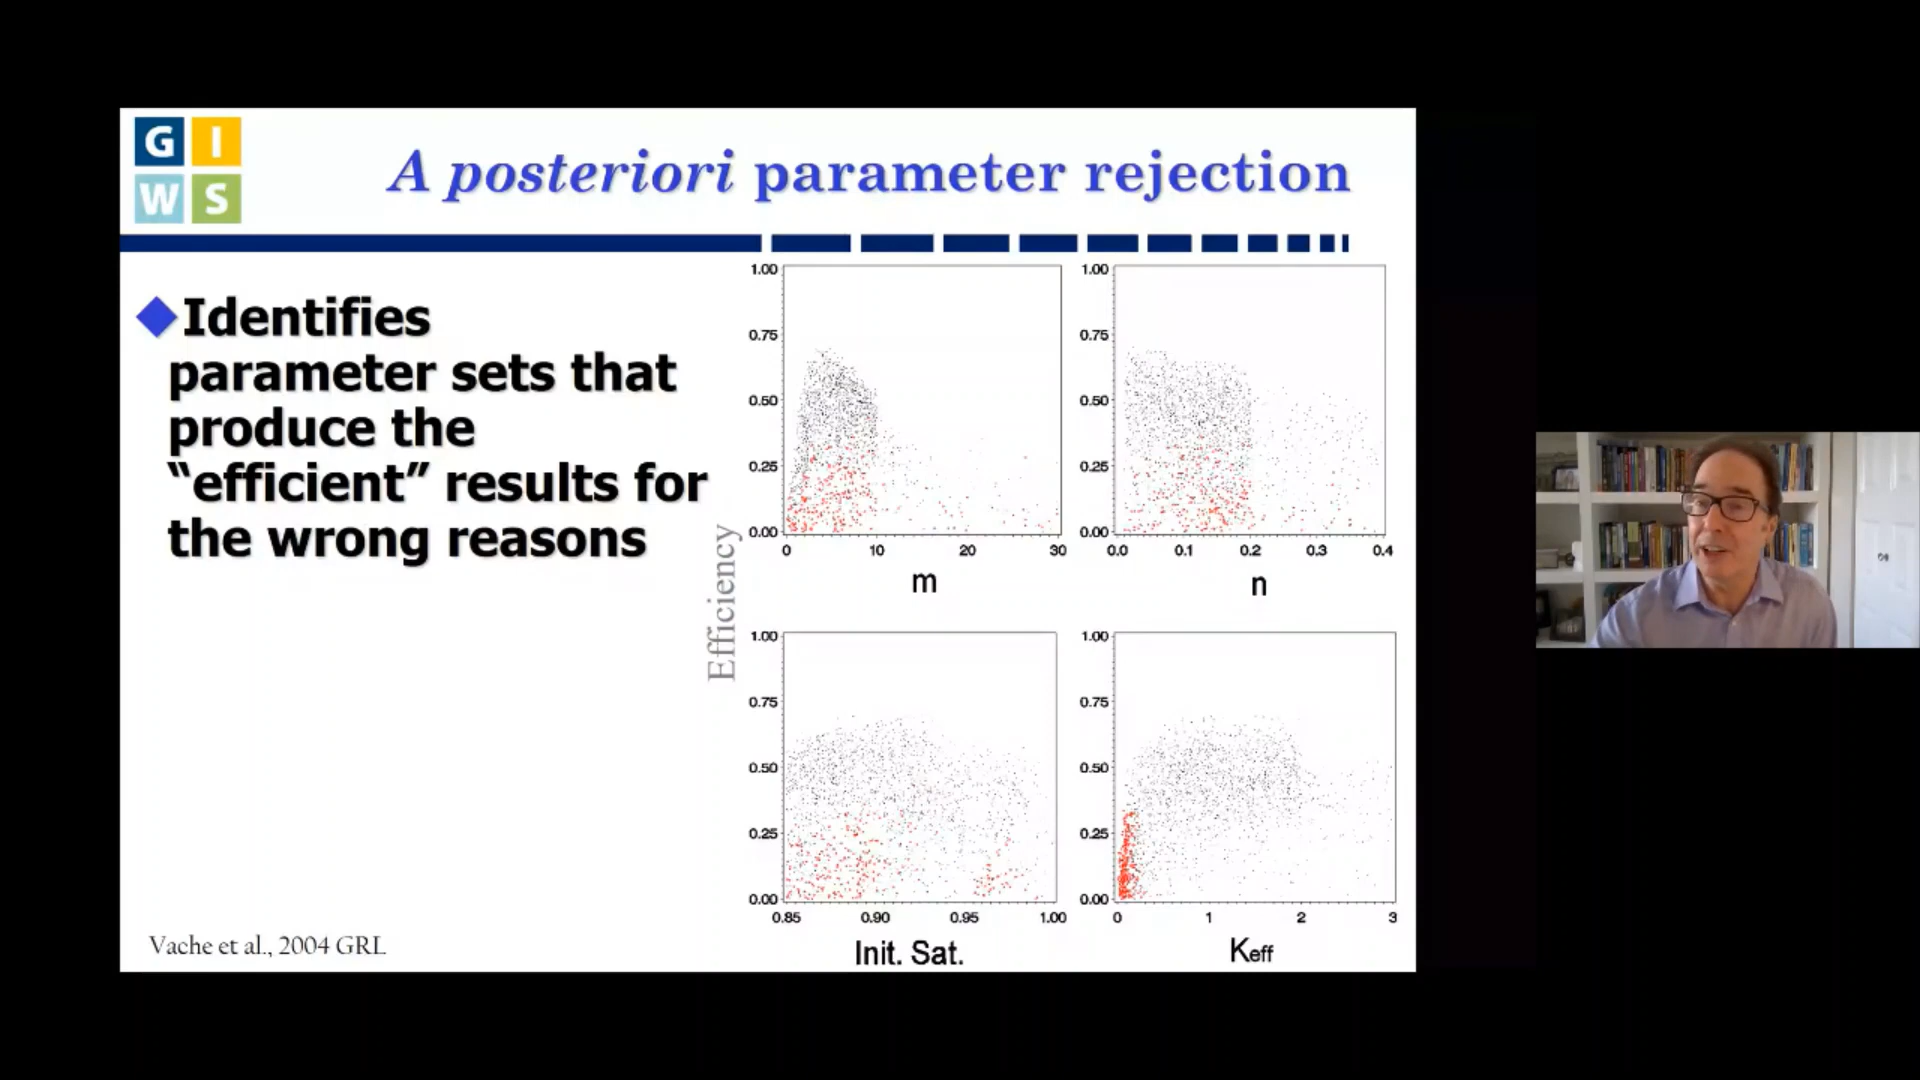 G I
W S
A posteriori parameter rejection
Identifies
parameter sets that
produce the
“efficient” results for
the wrong reasons
Efficiency
1.00
0.75
0.50
0.25
0.00
0 10 20 30
m
1.00
0.75
0.50
0.25
0.00
0.0 0.1 0.2 0.3 0.4
n
1.00
0.75
0.50
0.25
0.00
0.85 0.90 0.95 1.00
Init. Sat.
1.00
0.75
0.50
0.25
0.00
0 1 2 3
Keff
Vache et al., 2004 GRL